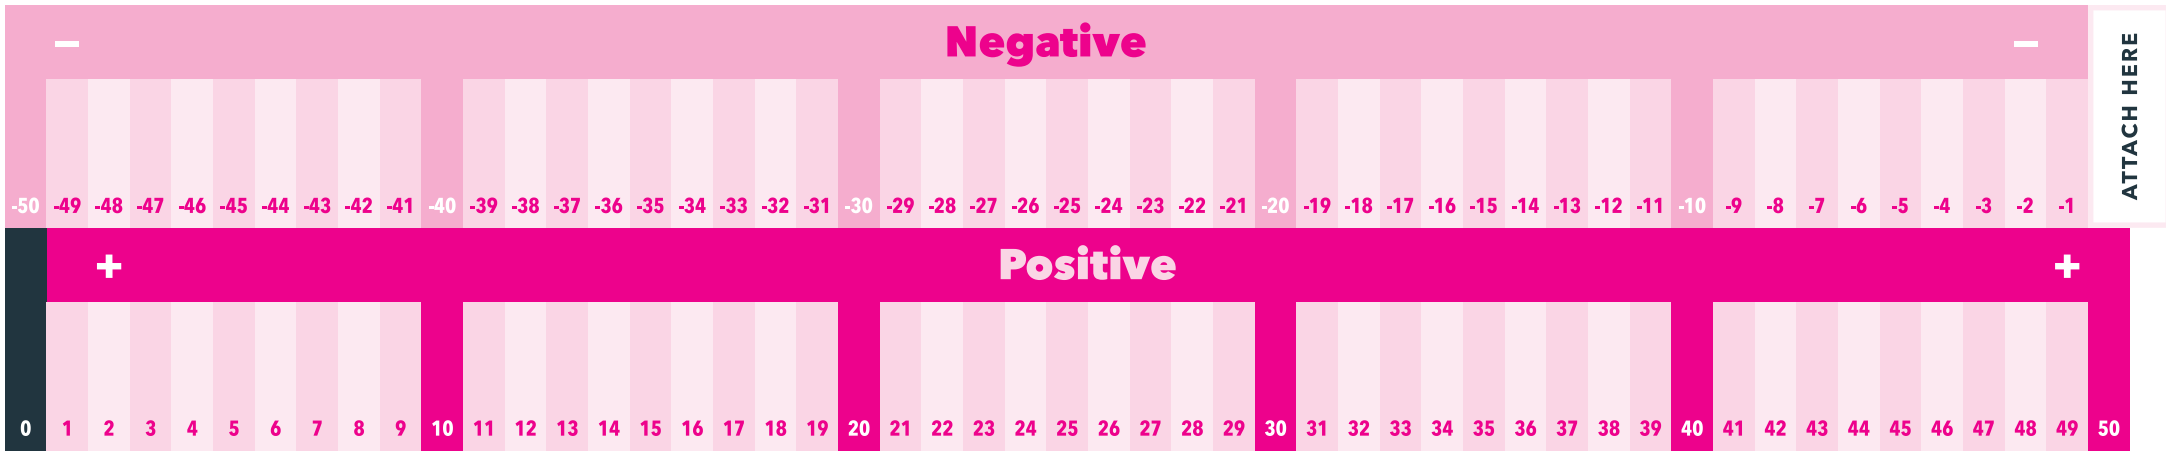 − Negative −
ATTACH HERE
-50 -49 -48 -47 -46 -45 -44 -43 -42 -41 -40 -39 -38 -37 -36 -35 -34 -33 -32 -31 -30 -29 -28 -27 -26 -25 -24 -23 -22 -21 -20 -19 -18 -17 -16 -15 -14 -13 -12 -11 -10 -9 -8 -7 -6 -5 -4 -3 -2 -1
+ Positive +
0 1 2 3 4 5 6 7 8 9 10 11 12 13 14 15 16 17 18 19 20 21 22 23 24 25 26 27 28 29 30 31 32 33 34 35 36 37 38 39 40 41 42 43 44 45 46 47 48 49 50